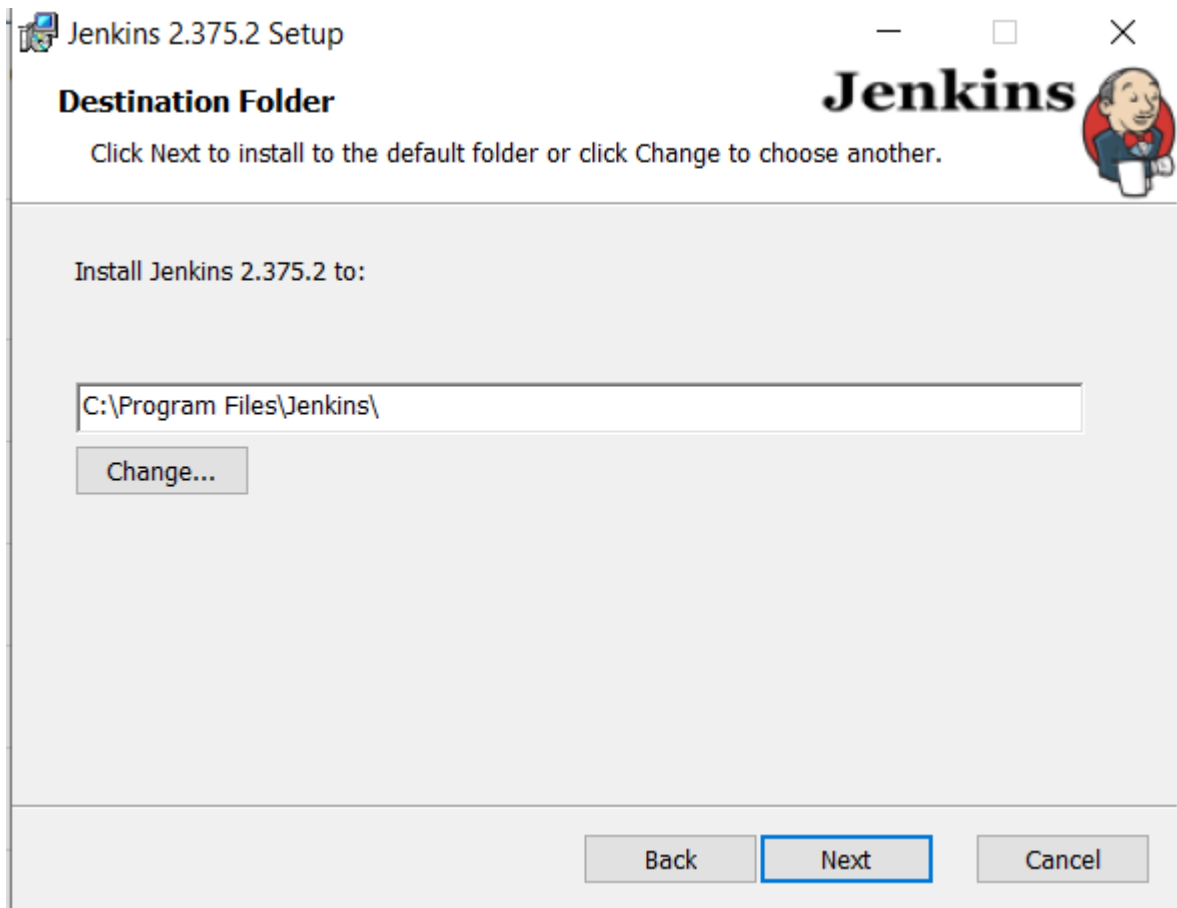 Jenkins 2.375.2 Setup
Destination Folder
Jenkins
Click Next to install to the default folder or click Change to choose another.
Install Jenkins 2.375.2 to:
C:\Program Files\Jenkins\
Change...
Back
Next
Cancel